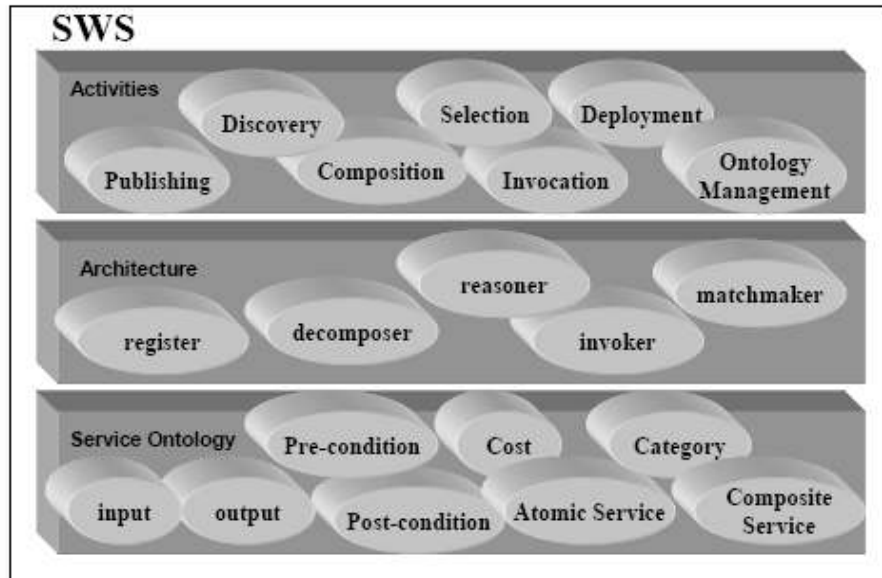 SWS
Activities
Discovery
Selection
Deployment
Publishing
Composition
Invocation
Ontology
Management
Architecture
reasoner
matchmaker
register
decomposer
invoker
Service Ontology
Pre-condition
Cost
Category
input
output
Post-condition
Atomic Service
Composite
Service